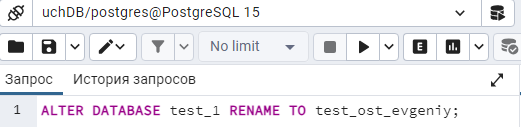 uchDB/postgres@PostgreSQL 15
No limit
E
Запрос История запросов
1 ALTER DATABASE test_1 RENAME TO test_ost_evgeniy;